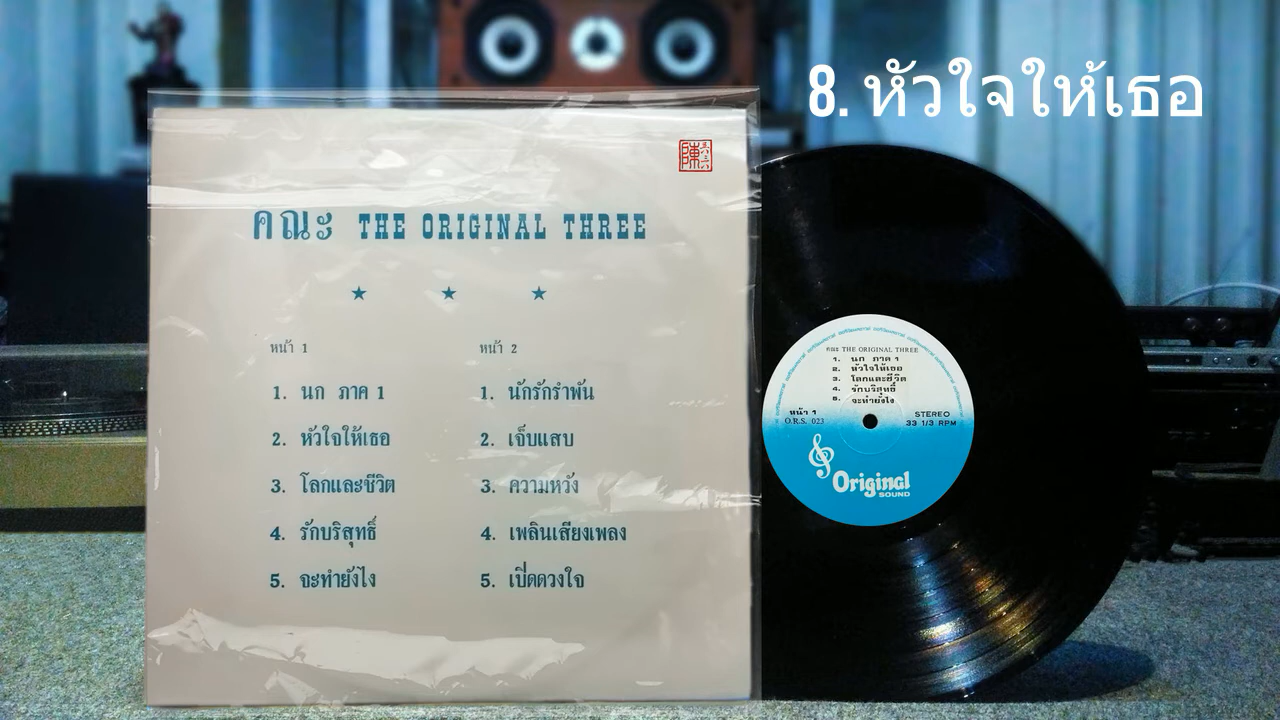 8. หัวใจให้เธอ
陳
คณะ THE ORIGINAL THREE
★ ★ ★
หน้า 1
1. นก ภาค 1
2. หัวใจให้เธอ
3. โลกและชีวิต
4. รักบริสุทธิ์
5. จะทำยังไง
หน้า 2
1. นักรักรำพัน
2. เจ็บแสบ
3. ความหวัง
4. เพลินเสียงเพลง
5. เปิดดวงใจ
คณะ THE ORIGINAL THREE
1. นก ภาค 1
2. หัวใจให้เธอ
3. โลกและชีวิต
4. รักบริสุทธิ์
5. จะทำยังไง
หน้า 1
O.R.S. 023
STEREO
33 1/3 RPM
Original
SOUND